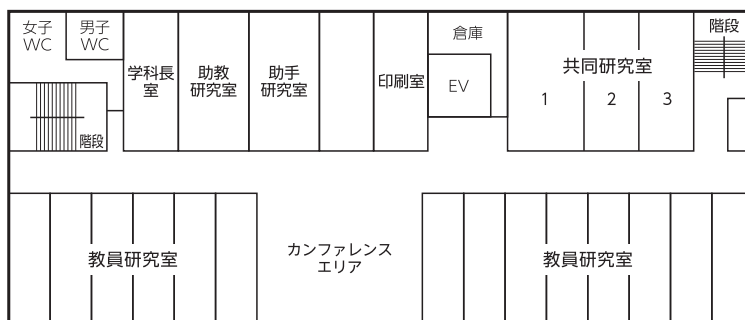 女子
WC
男子
WC
学科長
室
助教
研究室
助手
研究室
印刷室
倉庫
EV
共同研究室
1
2
3
階段
階段
教員研究室
カンファレンス
エリア
教員研究室